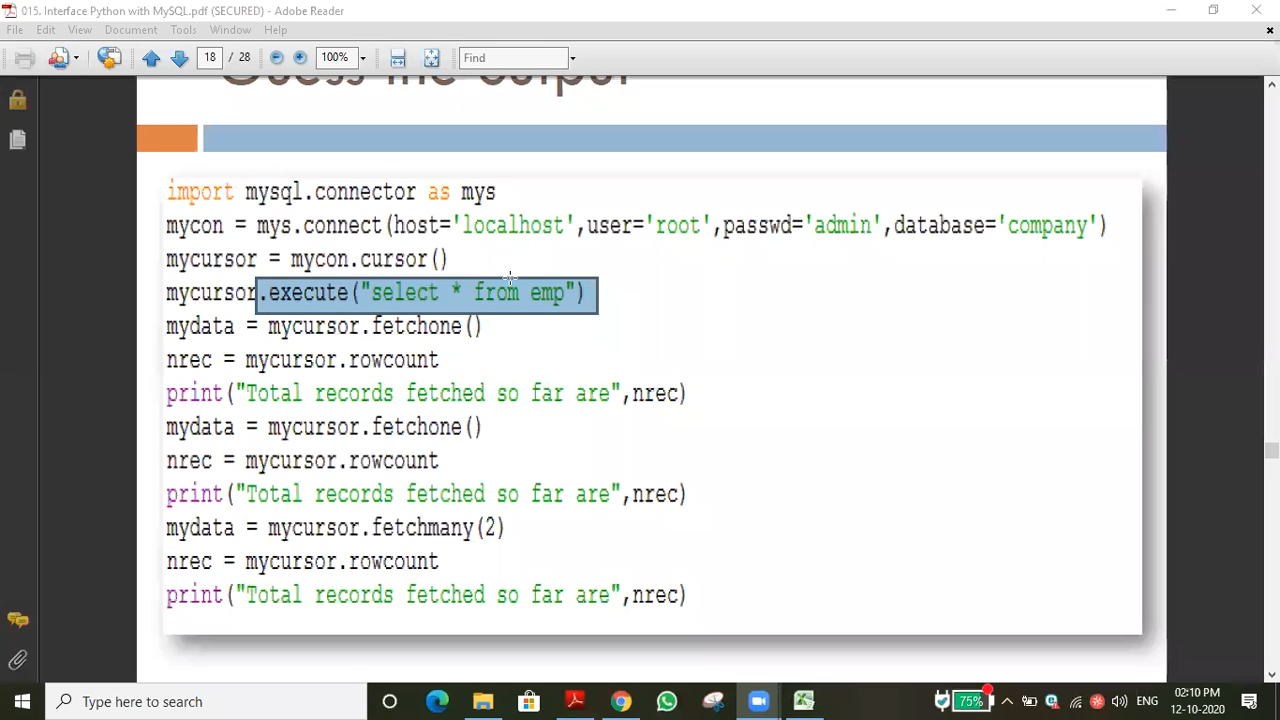 015. Interface Python with MySQL.pdf (SECURED) - Adobe Reader
File Edit View Document Tools Window Help
18 / 28 100% Find
Guess the output
import mysql.connector as mys
mycon = mys.connect(host='localhost',user='root',passwd='admin',database='company')
mycursor = mycon.cursor()
mycursor.execute("select * from emp")
mydata = mycursor.fetchone()
nrec = mycursor.rowcount
print("Total records fetched so far are",nrec)
mydata = mycursor.fetchone()
nrec = mycursor.rowcount
print("Total records fetched so far are",nrec)
mydata = mycursor.fetchmany(2)
nrec = mycursor.rowcount
print("Total records fetched so far are",nrec)
Type here to search
75%
ENG
02:10 PM
12-10-2020